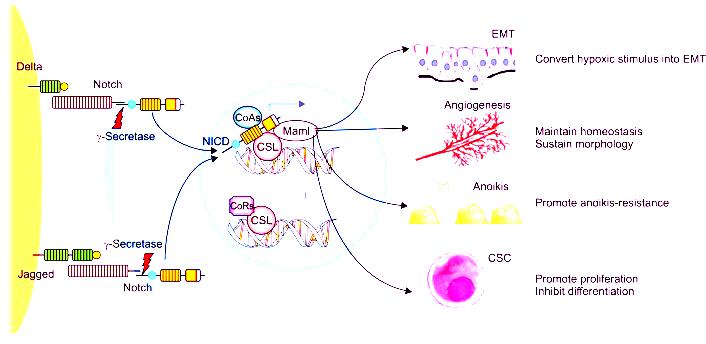 EMT
Convert hypoxic stimulus into EMT
Delta
Notch
γ-Secretase
CoAs
NICD
Maml
CSL
Angiogenesis
Maintain homeostasis
Sustain morphology
Anoikis
Promote anoikis-resistance
CoRs
CSL
γ-Secretase
Jagged
Notch
CSC
Promote proliferation
Inhibit differentiation